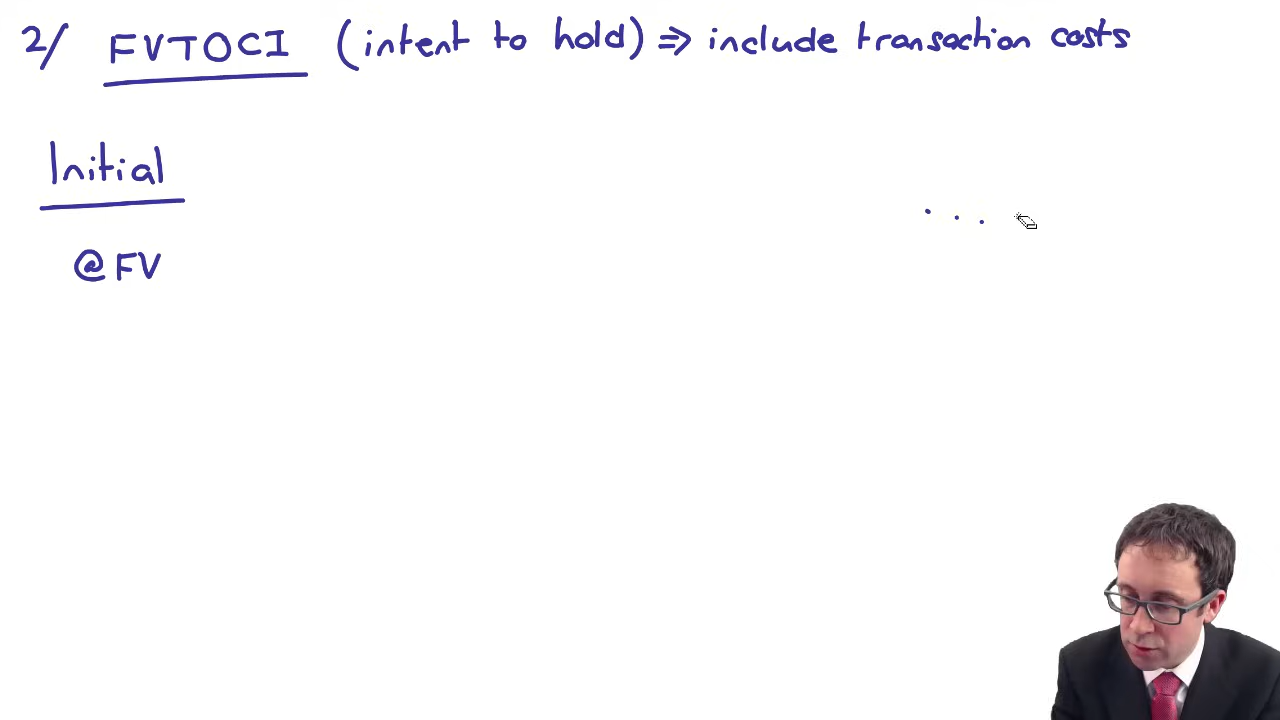 2/ FVTOCI (intent to hold) ⇒ include transaction costs
Initial
@FV